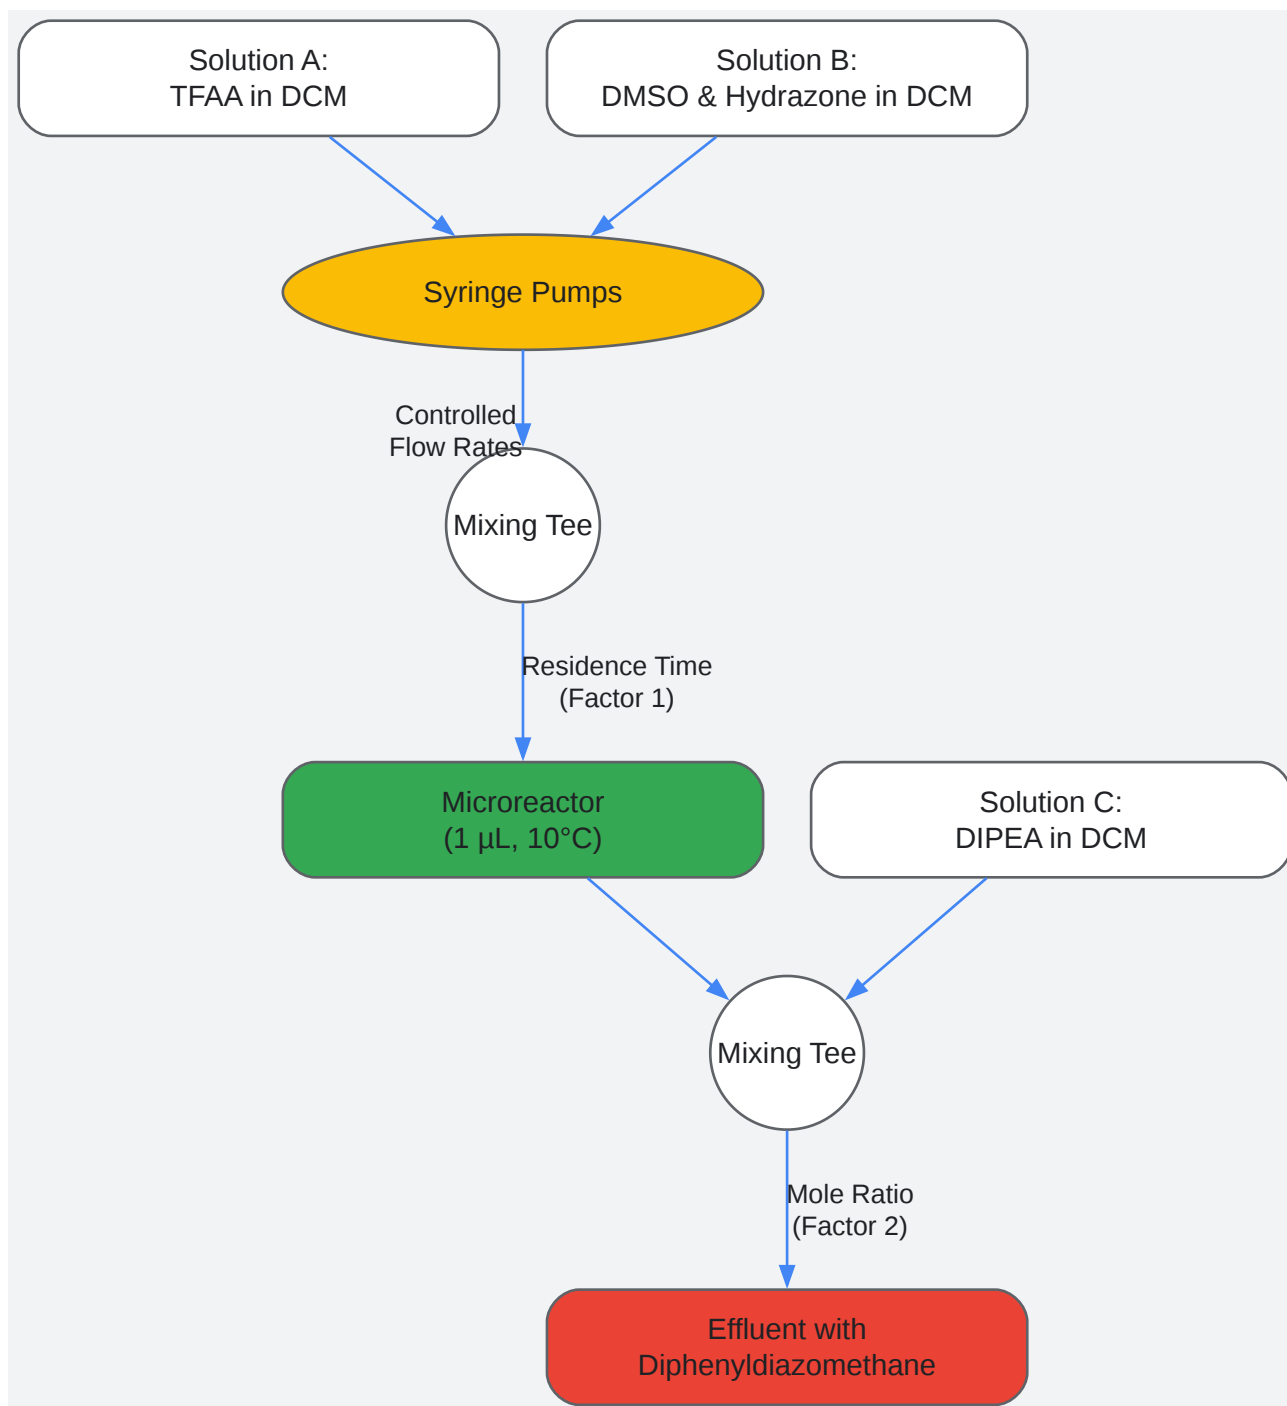 Solution A:
TFAA in DCM
Solution B:
DMSO & Hydrazone in DCM
Syringe Pumps
Controlled
Flow Rates
Mixing Tee
Residence Time
(Factor 1)
Microreactor
(1 µL, 10°C)
Solution C:
DIPEA in DCM
Mixing Tee
Mole Ratio
(Factor 2)
Effluent with
Diphenyldiazomethane